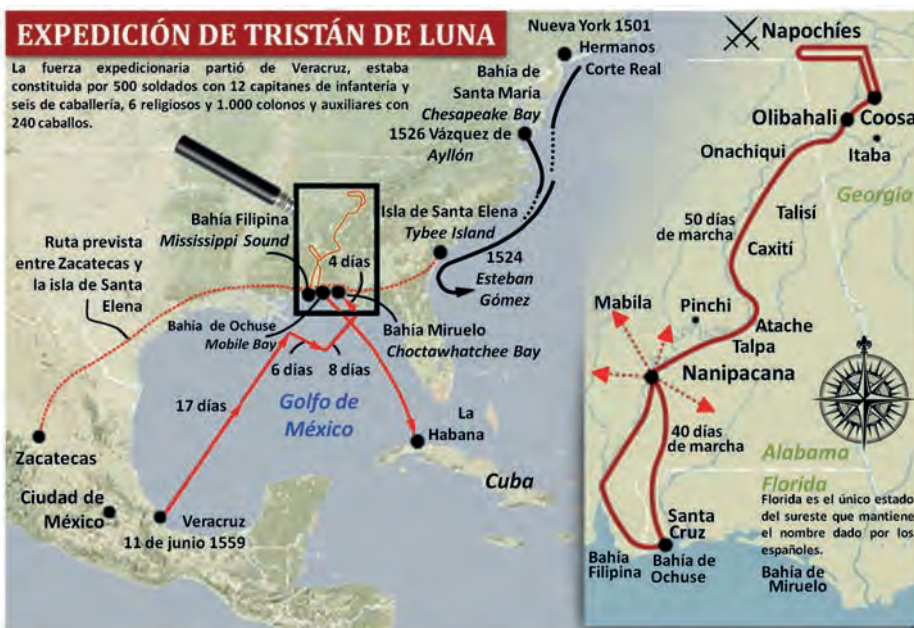 EXPEDICIÓN DE TRISTÁN DE LUNA
La fuerza expedicionaria partió de Veracruz, estaba
constituida por 500 soldados con 12 capitanes de infantería y
seis de caballería, 6 religiosos y 1.000 colonos y auxiliares con
240 caballos.
Nueva York 1501
Hermanos
Corte Real
Bahía de
Santa María
Chesapeake Bay
1526 Vázquez de
Ayllón
Isla de Santa Elena
Tybee Island
1524
Esteban
Gómez
Bahía Filipina
Mississippi Sound
4 días
Ruta prevista
entre Zacatecas y
la isla de Santa
Elena
Bahía de Ochuse
Mobile Bay
Bahía Miruelo
Choctawhatchee Bay
6 días
8 días
17 días
Golfo de
México
La
Habana
Cuba
Zacatecas
Ciudad de
México
Veracruz
11 de junio 1559
Napochíes
Olibahali
Coosa
Itaba
Onachiqui
Georgia
Talisí
50 días
de marcha
Caxití
Mabila
Pinchi
Atache
Talpa
Nanipacana
40 días
de marcha
Alabama
Florida
Florida es el único estado
del sureste que mantiene
el nombre dado por los
españoles.
Santa
Cruz
Bahía
Filipina
Bahía de
Ochuse
Bahía de
Miruelo